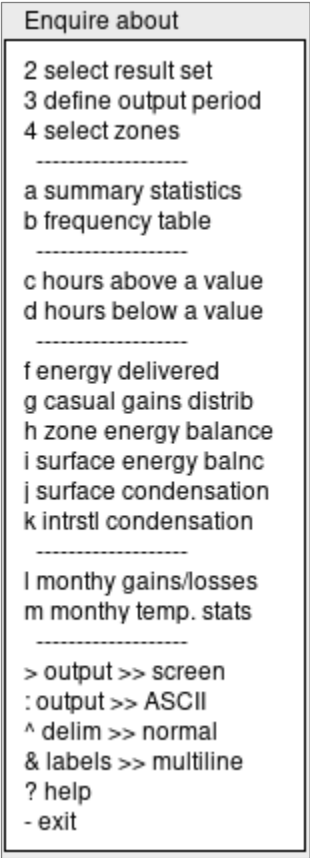 Enquire about
2 select result set
3 define output period
4 select zones
-------------------
a summary statistics
b frequency table
-------------------
c hours above a value
d hours below a value
-------------------
f energy delivered
g casual gains distrib
h zone energy balance
i surface energy balnc
j surface condensation
k intrstl condensation
-------------------
l monthy gains/losses
m monthy temp. stats
-------------------
> output >> screen
: output >> ASCII
^ delim >> normal
& labels >> multiline
? help
- exit